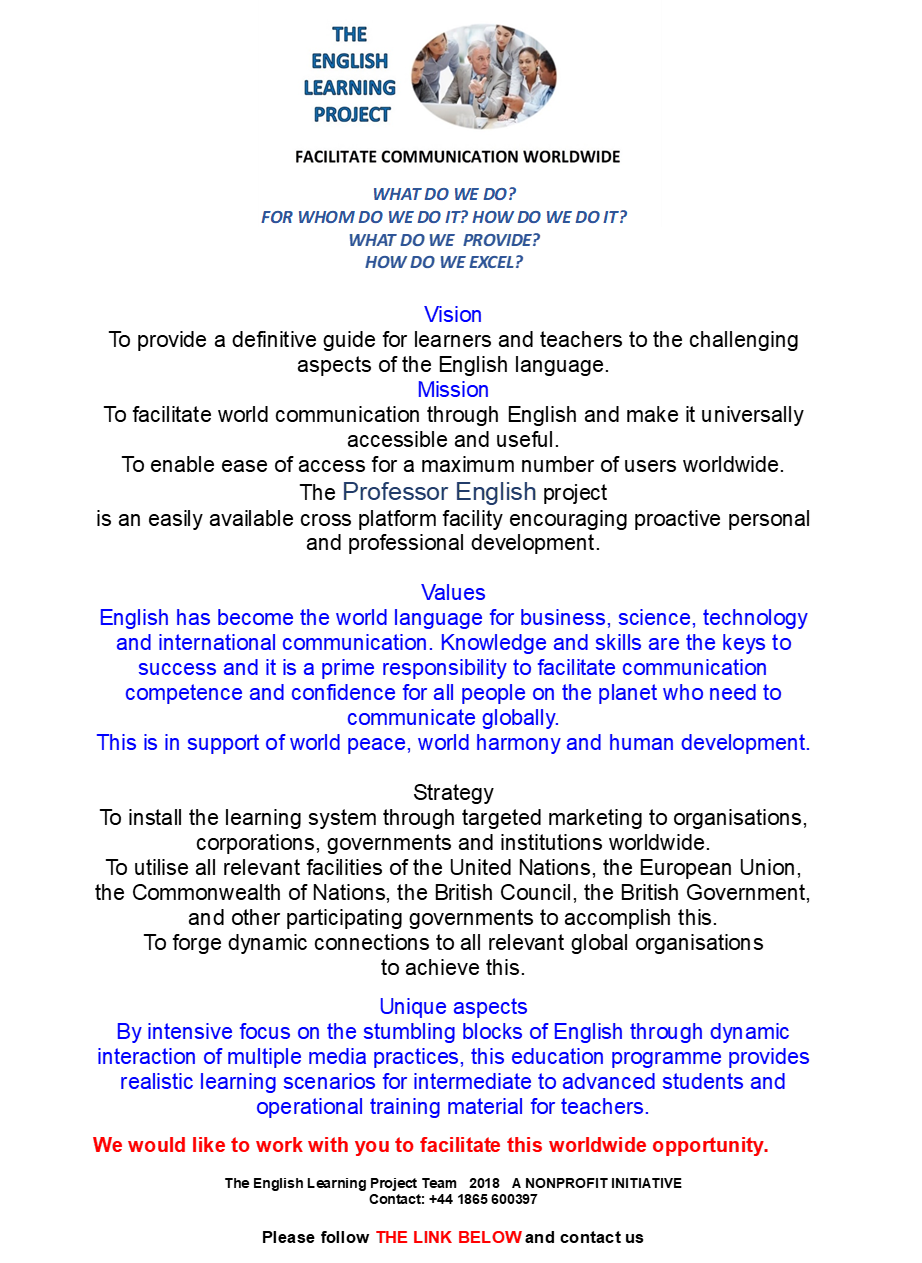 THE
ENGLISH
LEARNING
PROJECT
FACILITATE COMMUNICATION WORLDWIDE
WHAT DO WE DO?
FOR WHOM DO WE DO IT? HOW DO WE DO IT?
WHAT DO WE PROVIDE?
HOW DO WE EXCEL?
Vision
To provide a definitive guide for learners and teachers to the challenging
aspects of the English language.
Mission
To facilitate world communication through English and make it universally
accessible and useful.
To enable ease of access for a maximum number of users worldwide.
The Professor English project
is an easily available cross platform facility encouraging proactive personal
and professional development.
Values
English has become the world language for business, science, technology
and international communication. Knowledge and skills are the keys to
success and it is a prime responsibility to facilitate communication
competence and confidence for all people on the planet who need to
communicate globally.
This is in support of world peace, world harmony and human development.
Strategy
To install the learning system through targeted marketing to organisations,
corporations, governments and institutions worldwide.
To utilise all relevant facilities of the United Nations, the European Union,
the Commonwealth of Nations, the British Council, the British Government,
and other participating governments to accomplish this.
To forge dynamic connections to all relevant global organisations
to achieve this.
Unique aspects
By intensive focus on the stumbling blocks of English through dynamic
interaction of multiple media practices, this education programme provides
realistic learning scenarios for intermediate to advanced students and
operational training material for teachers.
We would like to work with you to facilitate this worldwide opportunity.
The English Learning Project Team 2018 A NONPROFIT INITIATIVE
Contact: +44 1865 600397
Please follow THE LINK BELOW and contact us